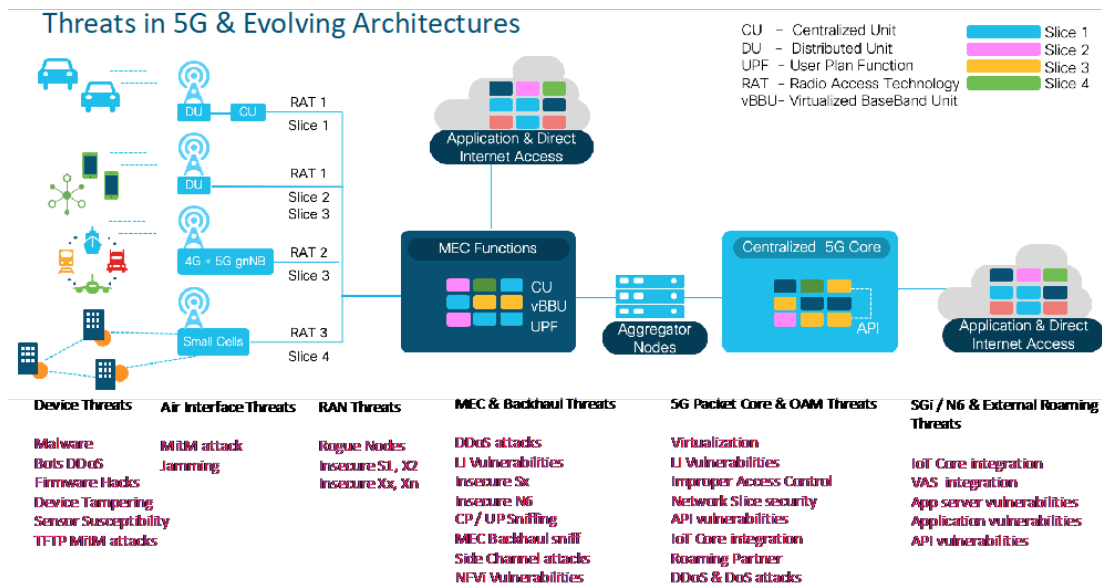 Threats in 5G & Evolving Architectures
CU – Centralized Unit
DU – Distributed Unit
UPF – User Plan Function
RAT – Radio Access Technology
vBBU– Virtualized BaseBand Unit
Slice 1
Slice 2
Slice 3
Slice 4
DU
CU
RAT 1
Slice 1
DU
RAT 1
Slice 2
Slice 3
4G + 5G gnNB
RAT 2
Slice 3
Small Cells
RAT 3
Slice 4
Application & Direct
Internet Access
MEC Functions
CU
vBBU
UPF
Aggregator
Nodes
Centralized 5G Core
API
Application & Direct
Internet Access
Device Threats
Malware
Bots DDoS
Firmware Hacks
Device Tampering
Sensor Susceptibility
TFTP MitM attacks
Air Interface Threats
MitM attack
Jamming
RAN Threats
Rogue Nodes
Insecure S1, X2
Insecure Xx, Xn
MEC & Backhaul Threats
DDoS attacks
LI Vulnerabilities
Insecure Sx
Insecure N6
CP / UP Sniffing
MEC Backhaul sniff
Side Channel attacks
NFVi Vulnerabilities
5G Packet Core & OAM Threats
Virtualization
LI Vulnerabilities
Improper Access Control
Network Slice security
API vulnerabilities
IoT Core integration
Roaming Partner
DDoS & DoS attacks
SGi / N6 & External Roaming
Threats
IoT Core integration
VAS integration
App server vulnerabilities
Application vulnerabilities
API vulnerabilities